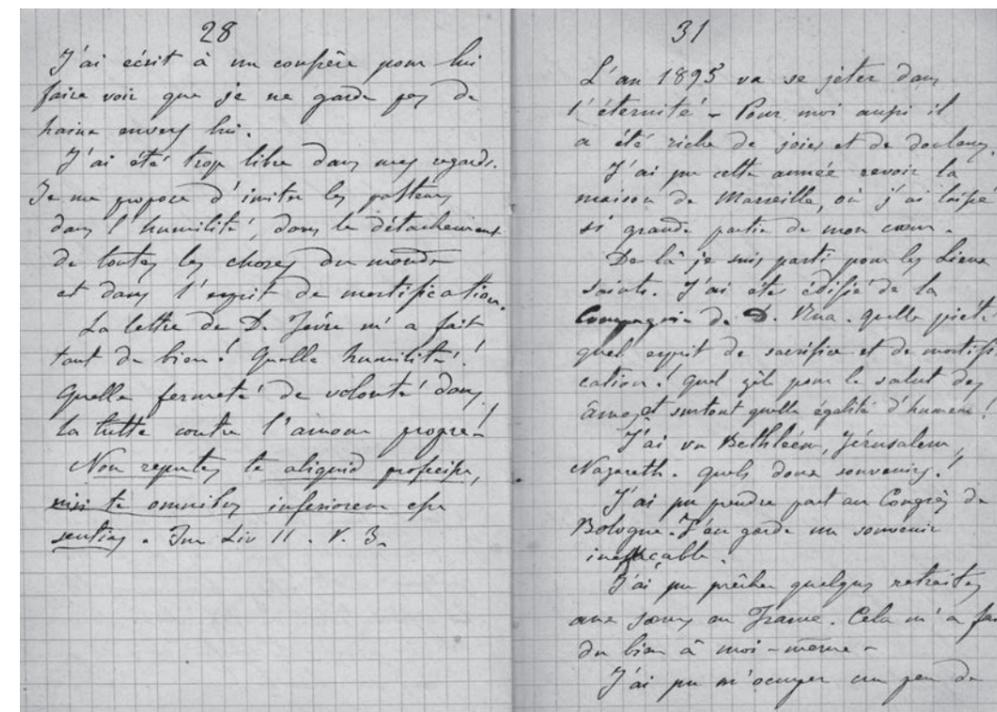 28
J'ai écrit à un confrère pour lui
faire voir que je ne garde pas de
haine envers lui.
J'ai été trop libre dans mes regards.
Je me propose d'imiter les pasteurs
dans l'humilité, dans le détachement
de toutes les choses du monde
et dans l'esprit de mortification.
La lettre de D. m'a fait
tant de bien! Quelle humilité!
Quelle fermeté de volonté dans
la lutte contre l'amour propre!
Non reputes te aliquid profecisse,
nisi te omnibus inferiorem esse
sentias. Im Liv II. V. 3.
31
L'an 1895 va se jeter dans
l'éternité - Pour moi aussi il
a été riche de joies et de douleurs.
J'ai pu cette année revoir la
maison de Marseille, où j'ai laissé
si grande partie de mon cœur.
De là je suis parti pour les Lieux
saints. J'ai été édifié de la
Compagnie de D. Rua. Quelle piété
quel esprit de sacrifice et de mortifi
cation! Quel zèle pour le salut des
âmes et surtout quelle égalité d'humeur!
J'ai vu Bethléem, Jérusalem,
Nazareth. Quels doux souvenirs!
J'ai pu prendre part au Congrès de
Bologne. J'en garde un souvenir
ineffaçable.
J'ai pu prêcher quelques retraites
aux sœurs en France. Cela m'a fa
du bien à moi-même -
J'ai pu m'occuper un peu de